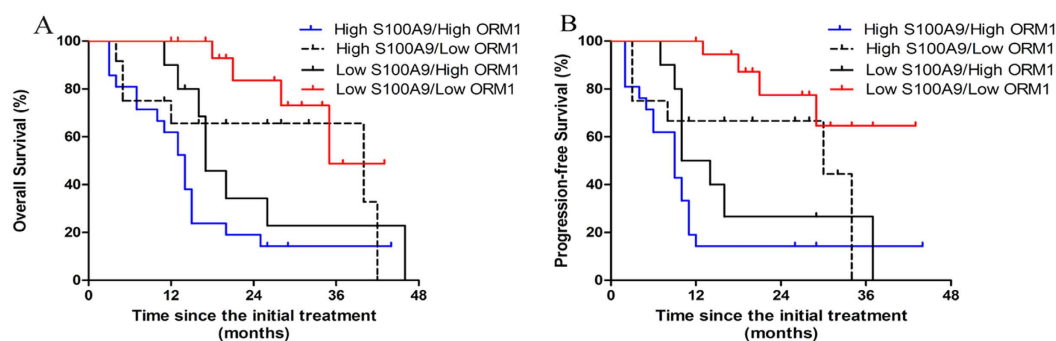 A
High S100A9/High ORM1
High S100A9/Low ORM1
Low S100A9/High ORM1
Low S100A9/Low ORM1
Overall Survival (%)
100
80
60
40
20
0
0 12 24 36 48
Time since the initial treatment
(months)
B
High S100A9/High ORM1
High S100A9/Low ORM1
Low S100A9/High ORM1
Low S100A9/Low ORM1
Progression-free Survival (%)
100
80
60
40
20
0
0 12 24 36 48
Time since the initial treatment
(months)